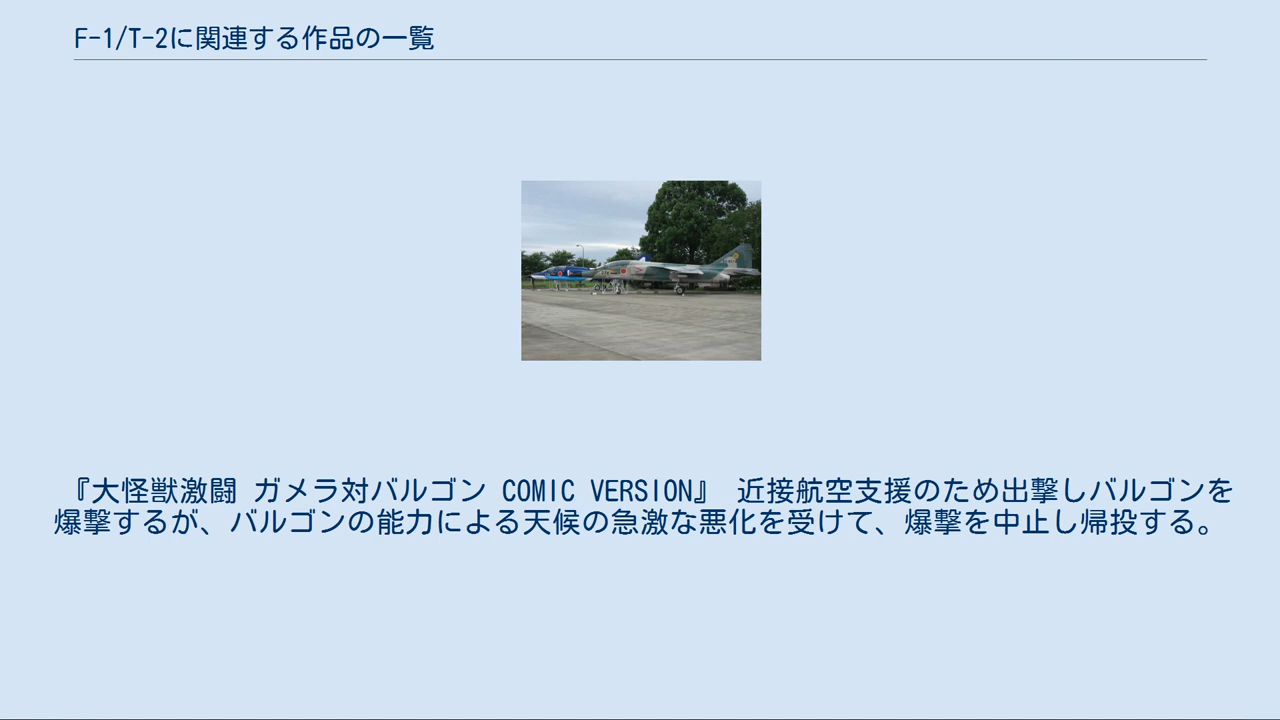 F-1/T-2に関連する作品の一覧
『大怪獣激闘 ガメラ対バルゴン COMIC VERSION』 近接航空支援のため出撃しバルゴンを
爆撃するが、バルゴンの能力による天候の急激な悪化を受けて、爆撃を中止し帰投する。